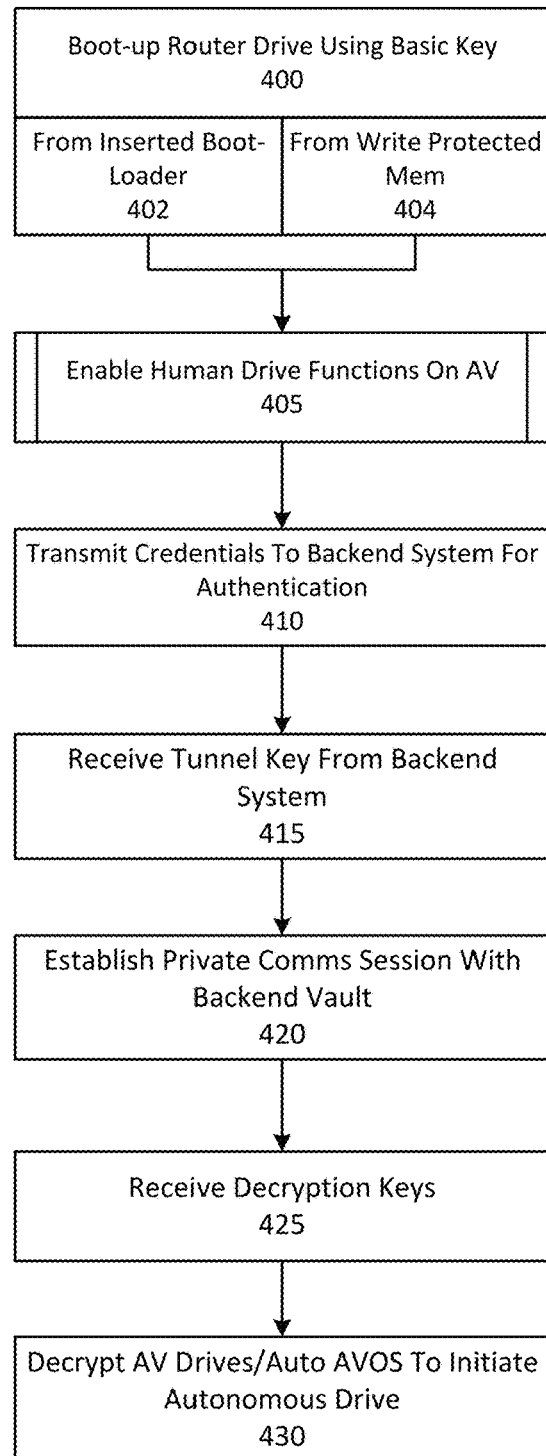 Boot-up Router Drive Using Basic Key
400
From Inserted Boot-
Loader
402
From Write Protected
Mem
404
Enable Human Drive Functions On AV
405
Transmit Credentials To Backend System For
Authentication
410
Receive Tunnel Key From Backend
System
415
Establish Private Comms Session With
Backend Vault
420
Receive Decryption Keys
425
Decrypt AV Drives/Auto AVOS To Initiate
Autonomous Drive
430